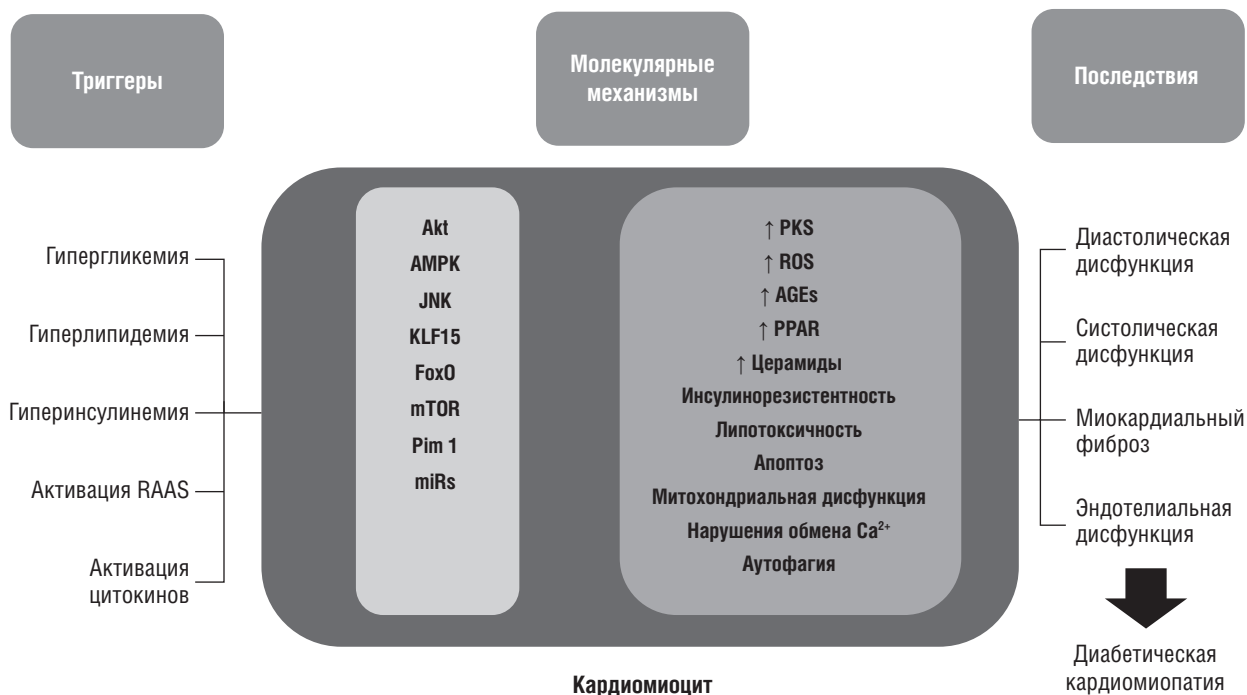 Триггеры
Молекулярные
механизмы
Последствия
Гипергликемия
Гиперлипидемия
Гиперинсулинемия
Активация RAAS
Активация
цитокинов
Akt
AMPK
JNK
KLF15
FoxO
mTOR
Pim 1
miRs
↑ PKS
↑ ROS
↑ AGEs
↑ PPAR
↑ Церамиды
Инсулинорезистентность
Липотоксичность
Апоптоз
Митохондриальная дисфункция
Нарушения обмена Ca²⁺
Аутофагия
Кардиомиоцит
Диастолическая
дисфункция
Систолическая
дисфункция
Миокардиальный
фиброз
Эндотелиальная
дисфункция
Диабетическая
кардиомиопатия